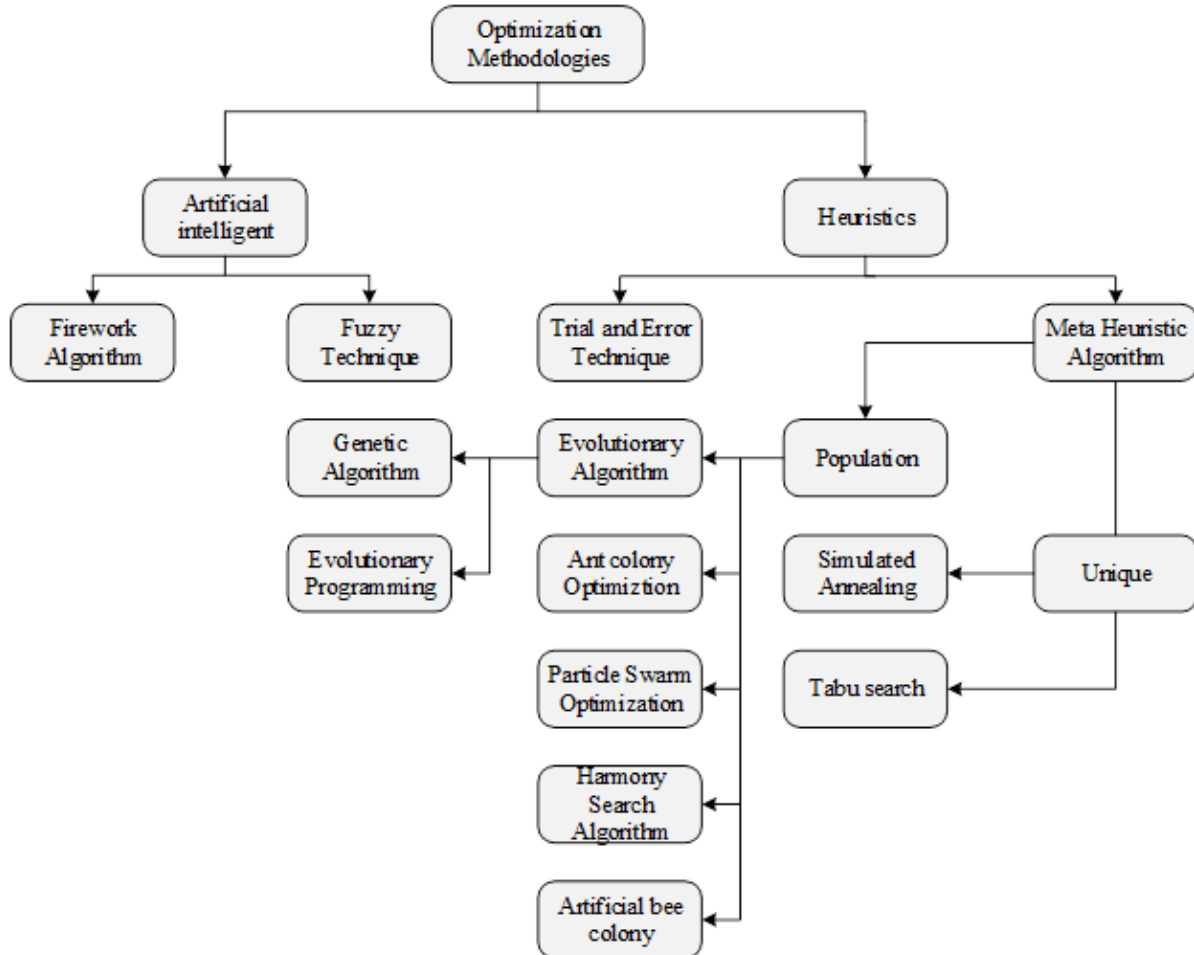 Optimization
Methodologies
Artificial
intelligent
Heuristics
Firework
Algorithm
Fuzzy
Technique
Trial and Error
Technique
Meta Heuristic
Algorithm
Genetic
Algorithm
Evolutionary
Algorithm
Population
Evolutionary
Programming
Ant colony
Optimiztion
Simulated
Annealing
Unique
Particle Swarm
Optimization
Tabu search
Harmony
Search
Algorithm
Artificial bee
colony